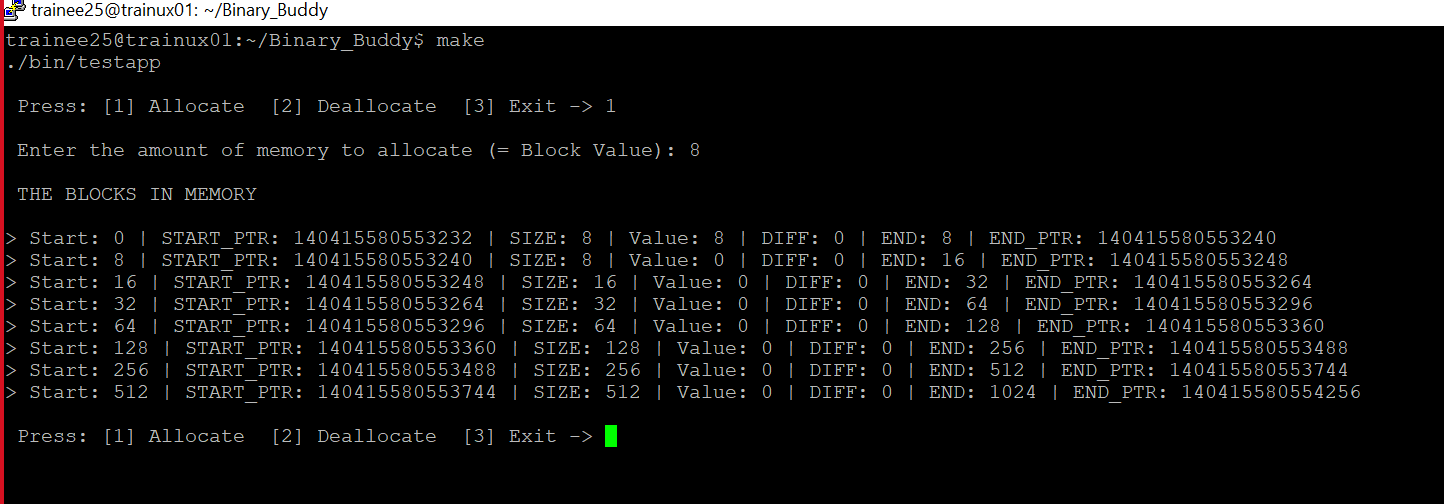 trainee25@trainux01: ~/Binary_Buddy
trainee25@trainux01:~/Binary_Buddy$ make
./bin/testapp
Press: [1] Allocate [2] Deallocate [3] Exit -> 1
Enter the amount of memory to allocate (= Block Value): 8
THE BLOCKS IN MEMORY
> Start: 0 | START_PTR: 140415580553232 | SIZE: 8 | Value: 8 | DIFF: 0 | END: 8 | END_PTR: 140415580553240
> Start: 8 | START_PTR: 140415580553240 | SIZE: 8 | Value: 0 | DIFF: 0 | END: 16 | END_PTR: 140415580553248
> Start: 16 | START_PTR: 140415580553248 | SIZE: 16 | Value: 0 | DIFF: 0 | END: 32 | END_PTR: 140415580553264
> Start: 32 | START_PTR: 140415580553264 | SIZE: 32 | Value: 0 | DIFF: 0 | END: 64 | END_PTR: 140415580553296
> Start: 64 | START_PTR: 140415580553296 | SIZE: 64 | Value: 0 | DIFF: 0 | END: 128 | END_PTR: 140415580553360
> Start: 128 | START_PTR: 140415580553360 | SIZE: 128 | Value: 0 | DIFF: 0 | END: 256 | END_PTR: 140415580553488
> Start: 256 | START_PTR: 140415580553488 | SIZE: 256 | Value: 0 | DIFF: 0 | END: 512 | END_PTR: 140415580553744
> Start: 512 | START_PTR: 140415580553744 | SIZE: 512 | Value: 0 | DIFF: 0 | END: 1024 | END_PTR: 140415580554256
Press: [1] Allocate [2] Deallocate [3] Exit ->